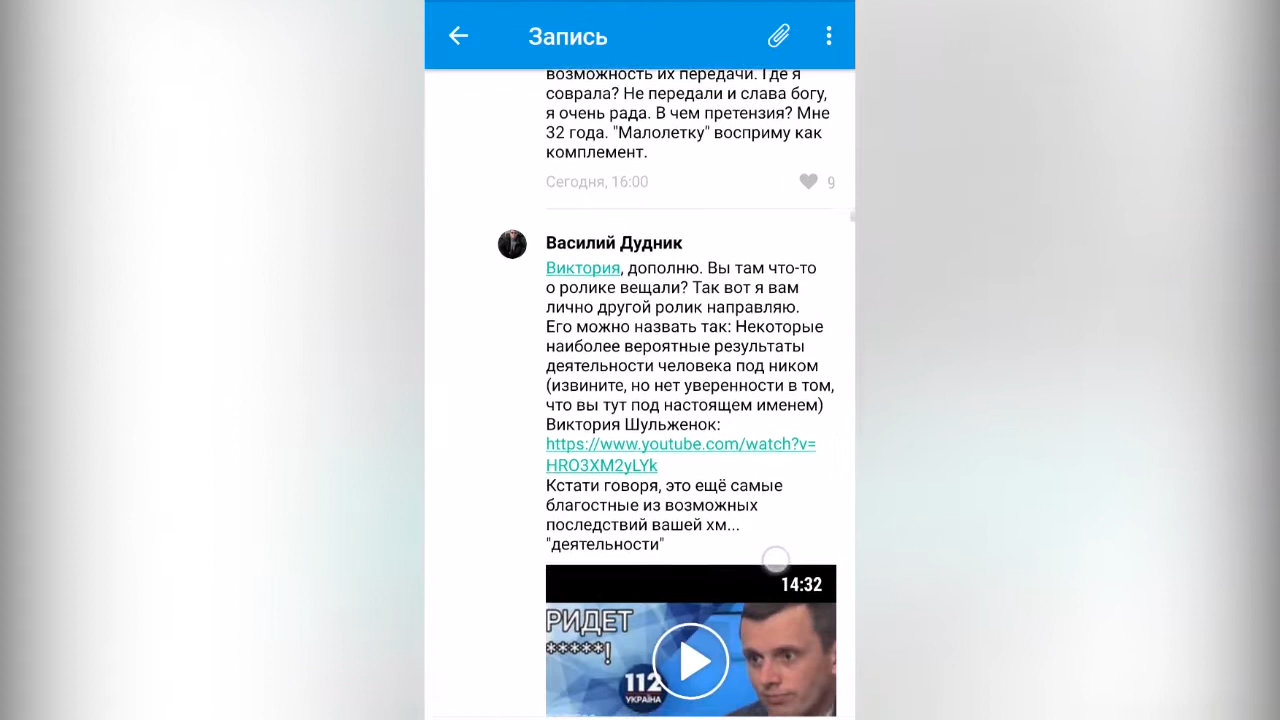 Запись
возможность их передачи. Где я
соврала? Не передали и слава богу,
я очень рада. В чем претензия? Мне
32 года. "Малолетку" восприму как
комплемент.
Сегодня, 16:00
9
Василий Дудник
Виктория, дополню. Вы там что-то
о ролике вещали? Так вот я вам
лично другой ролик направляю.
Его можно назвать так: Некоторые
наиболее вероятные результаты
деятельности человека под ником
(извините, но нет уверенности в том,
что вы тут под настоящем именем)
Виктория Шульженок:
https://www.youtube.com/watch?v=
HRO3XM2yLYk
Кстати говоря, это ещё самые
благостные из возможных
последствий вашей хм...
"деятельности"
14:32
РИДЕТ
*****!
112
УКРАЇНА